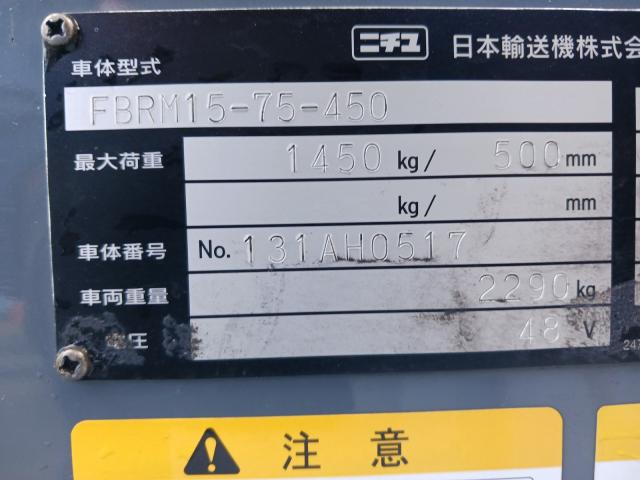 ニチユ 日本輸送機株式会
車体型式
FBRM15-75-450
最大荷重 1450 kg/ 500 mm
kg/ mm
車体番号 No. 131AH0517
車両重量 2290 kg
圧 48 V
247
注意